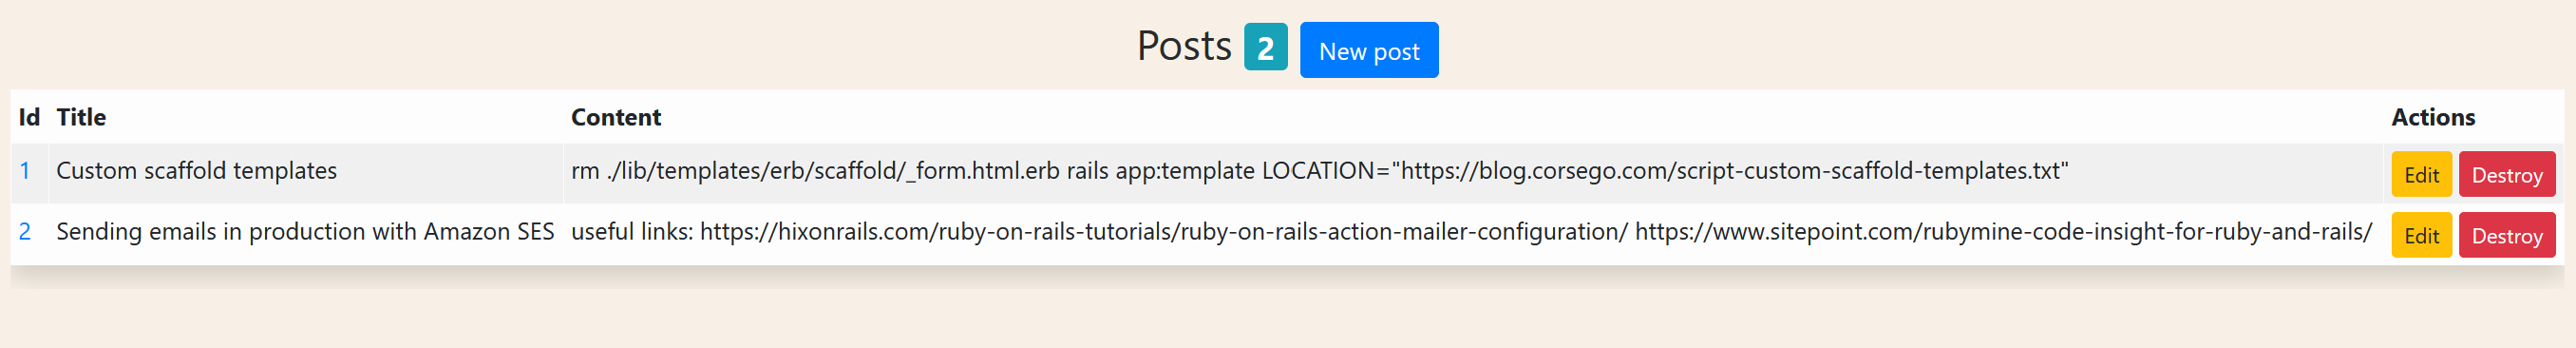 Posts 2 New post
Id Title Content Actions
1 Custom scaffold templates rm ./lib/templates/erb/scaffold/_form.html.erb rails app:template LOCATION="https://blog.corsego.com/script-custom-scaffold-templates.txt" Edit Destroy
2 Sending emails in production with Amazon SES useful links: https://hixonrails.com/ruby-on-rails-tutorials/ruby-on-rails-action-mailer-configuration/ https://www.sitepoint.com/rubymine-code-insight-for-ruby-and-rails/ Edit Destroy